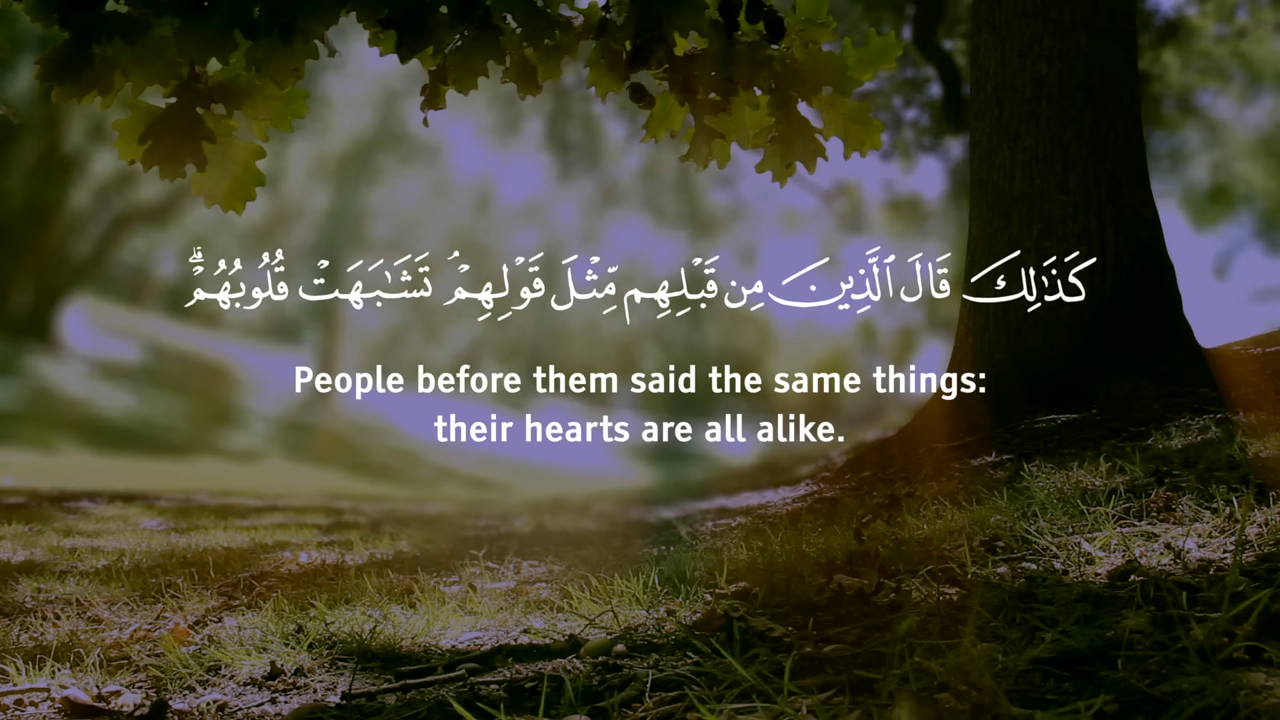 كَذَٰلِكَ قَالَ ٱلَّذِينَ مِن قَبْلِهِم مِّثْلَ قَوْلِهِمْ ۘ تَشَـٰبَهَتْ قُلُوبُهُمْ ۗ
People before them said the same things:
their hearts are all alike.